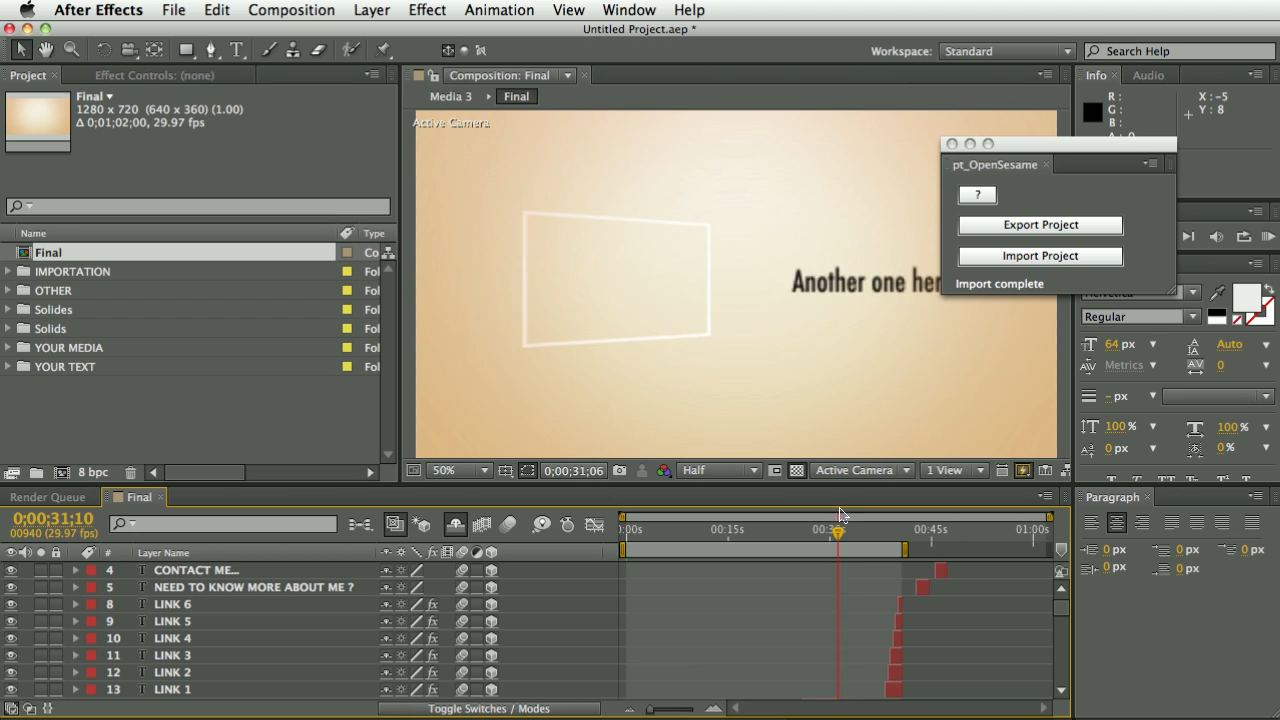 After Effects File Edit Composition Layer Effect Animation View Window Help
Untitled Project.aep *
Workspace: Standard Search Help
Project Effect Controls: (none)
Composition: Final
Info Audio
Final
1280 x 720 (640 x 360) (1.00)
Δ 0;01;02;00, 29.97 fps
Media 3 Final
R :
G :
B :
A : 0
X : -5
Y : 8
Active Camera
pt_OpenSesame
?
Export Project
Import Project
Import complete
Another one her
Name Type
Final Co
IMPORTATION Fol
OTHER Fol
Solides Fol
Solids Fol
YOUR MEDIA Fol
YOUR TEXT Fol
Regular
64 px Auto
Metrics 0
- px
100 % 100 %
0 px 0 %
8 bpc
50% 0;00;31;06 Half Active Camera 1 View
Render Queue Final
Paragraph
0;00;31;10
00940 (29.97 fps)
:00s 00:15s 00:45s 01:00s
Layer Name
4 T CONTACT ME...
5 T NEED TO KNOW MORE ABOUT ME ?
8 T LINK 6
9 T LINK 5
10 T LINK 4
11 T LINK 3
12 T LINK 2
13 T LINK 1
0 px 0 px 0 px
0 px 0 px
Toggle Switches / Modes